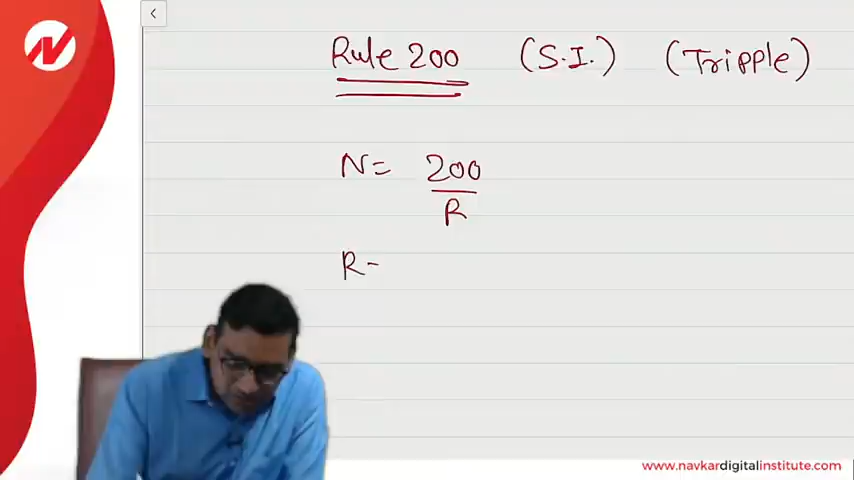 Rule 200 (S.I.) (Tripple)
N= 200
R
R-
www.navkardigitalinstitute.com